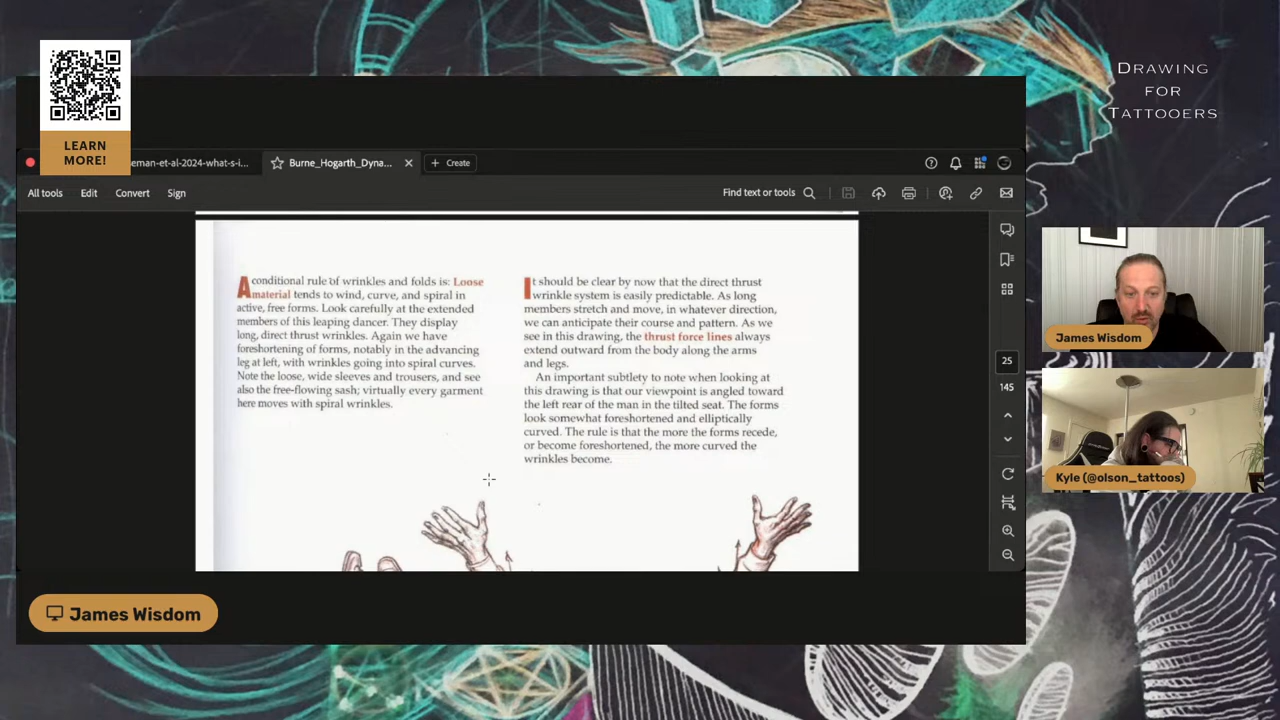 DRAWING
FOR
TATTOOERS
LEARN
MORE!
eman-et-al-2024-what-s-i...
Burne_Hogarth_Dyna...
Create
All tools
Edit
Convert
Sign
Find text or tools
A conditional rule of wrinkles and folds is: Loose
material tends to wind, curve, and spiral in
active, free forms. Look carefully at the extended
members of this leaping dancer. They display
long, direct thrust wrinkles. Again we have
foreshortening of forms, notably in the advancing
leg at left, with wrinkles going into spiral curves.
Note the loose, wide sleeves and trousers, and see
also the free-flowing sash; virtually every garment
here moves with spiral wrinkles.
It should be clear by now that the direct thrust
wrinkle system is easily predictable. As long
members stretch and move, in whatever direction,
we can anticipate their course and pattern. As we
see in this drawing, the thrust force lines always
extend outward from the body along the arms
and legs.
An important subtlety to note when looking at
this drawing is that our viewpoint is angled toward
the left rear of the man in the tilted seat. The forms
look somewhat foreshortened and elliptically
curved. The rule is that the more the forms recede,
or become foreshortened, the more curved the
wrinkles become.
25
145
James Wisdom
Kyle (@olson_tattoos)
James Wisdom